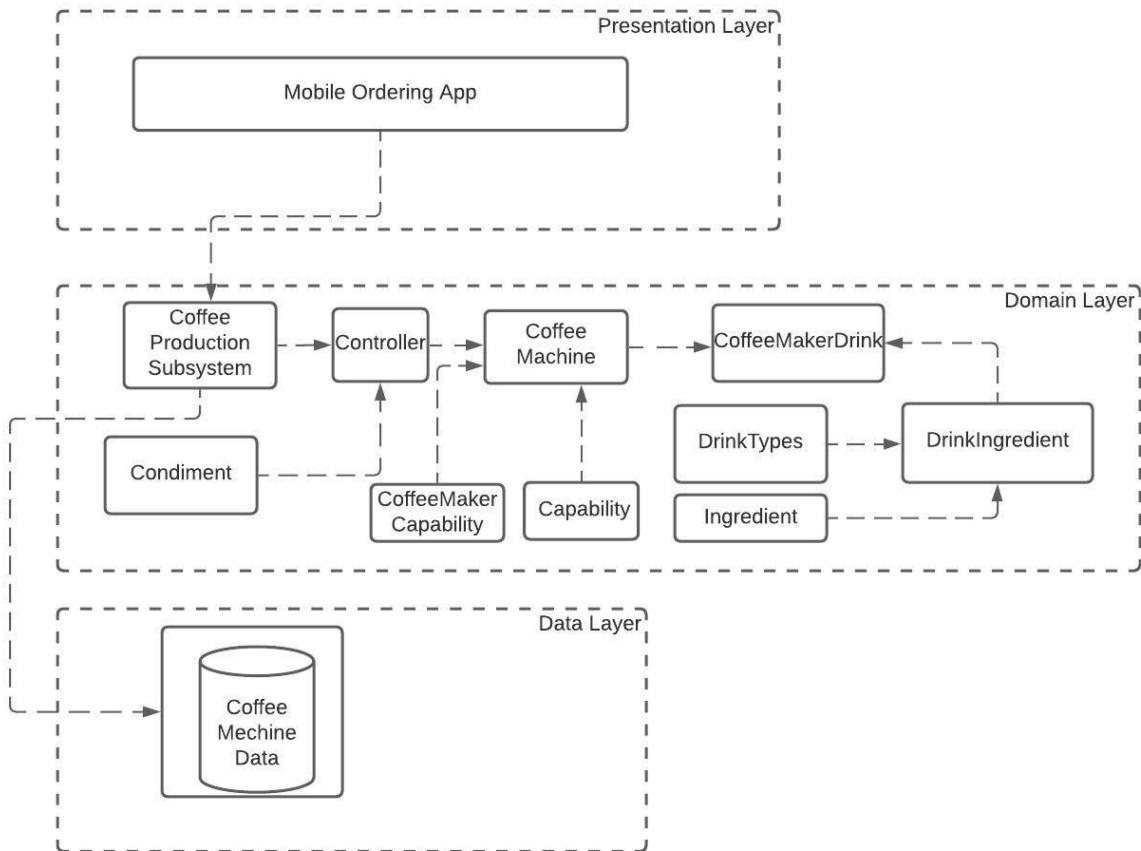 Presentation Layer
Mobile Ordering App
Domain Layer
Coffee
Production
Subsystem
Controller
Coffee
Machine
CoffeeMakerDrink
Condiment
CoffeeMaker
Capability
Capability
DrinkTypes
DrinkIngredient
Ingredient
Data Layer
Coffee
Mechine
Data